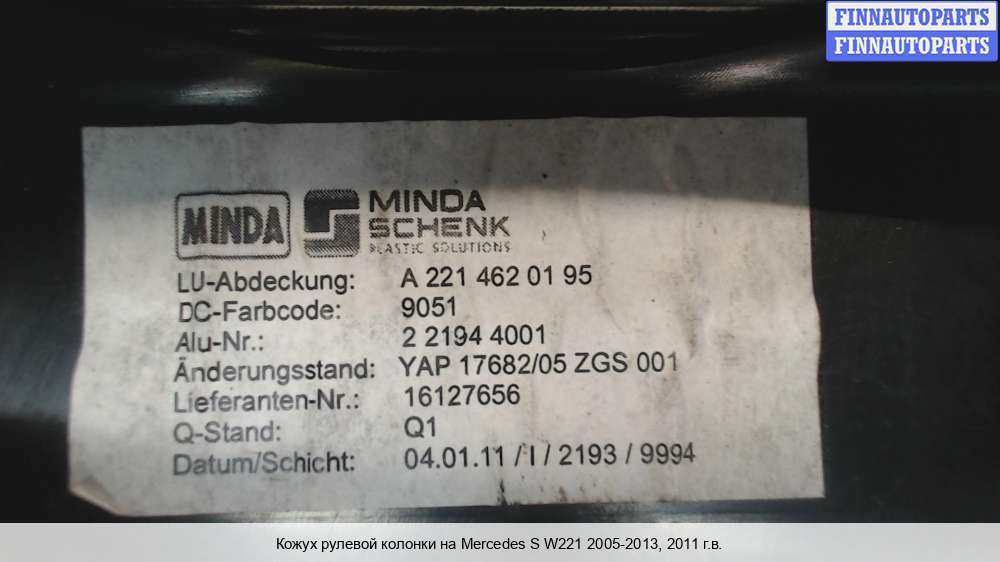 FINNAUTOPARTS
FINNAUTOPARTS
MINDA
MINDA
SCHENK
PLASTIC SOLUTIONS
LU-Abdeckung: A 221 462 01 95
DC-Farbcode: 9051
Alu-Nr.: 2 2194 4001
Änderungsstand: YAP 17682/05 ZGS 001
Lieferanten-Nr.: 16127656
Q-Stand: Q1
Datum/Schicht: 04.01.11 / I / 2193 / 9994
Кожух рулевой колонки на Mercedes S W221 2005-2013, 2011 г.в.